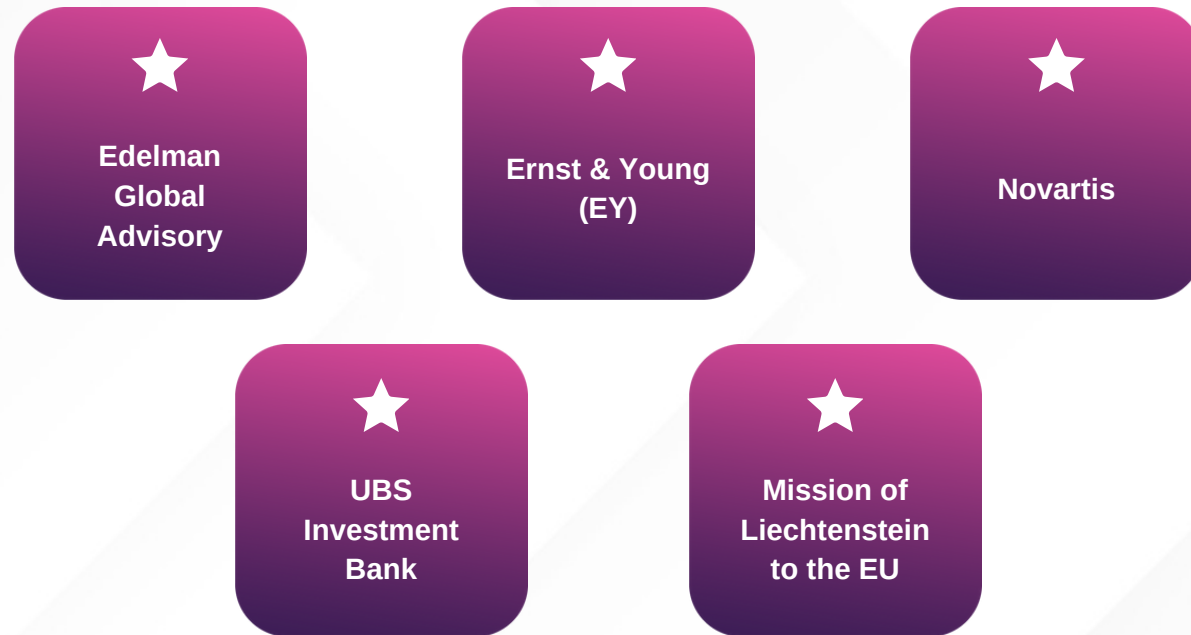 Edelman
Global
Advisory
Ernst & Young
(EY)
Novartis
UBS
Investment
Bank
Mission of
Liechtenstein
to the EU